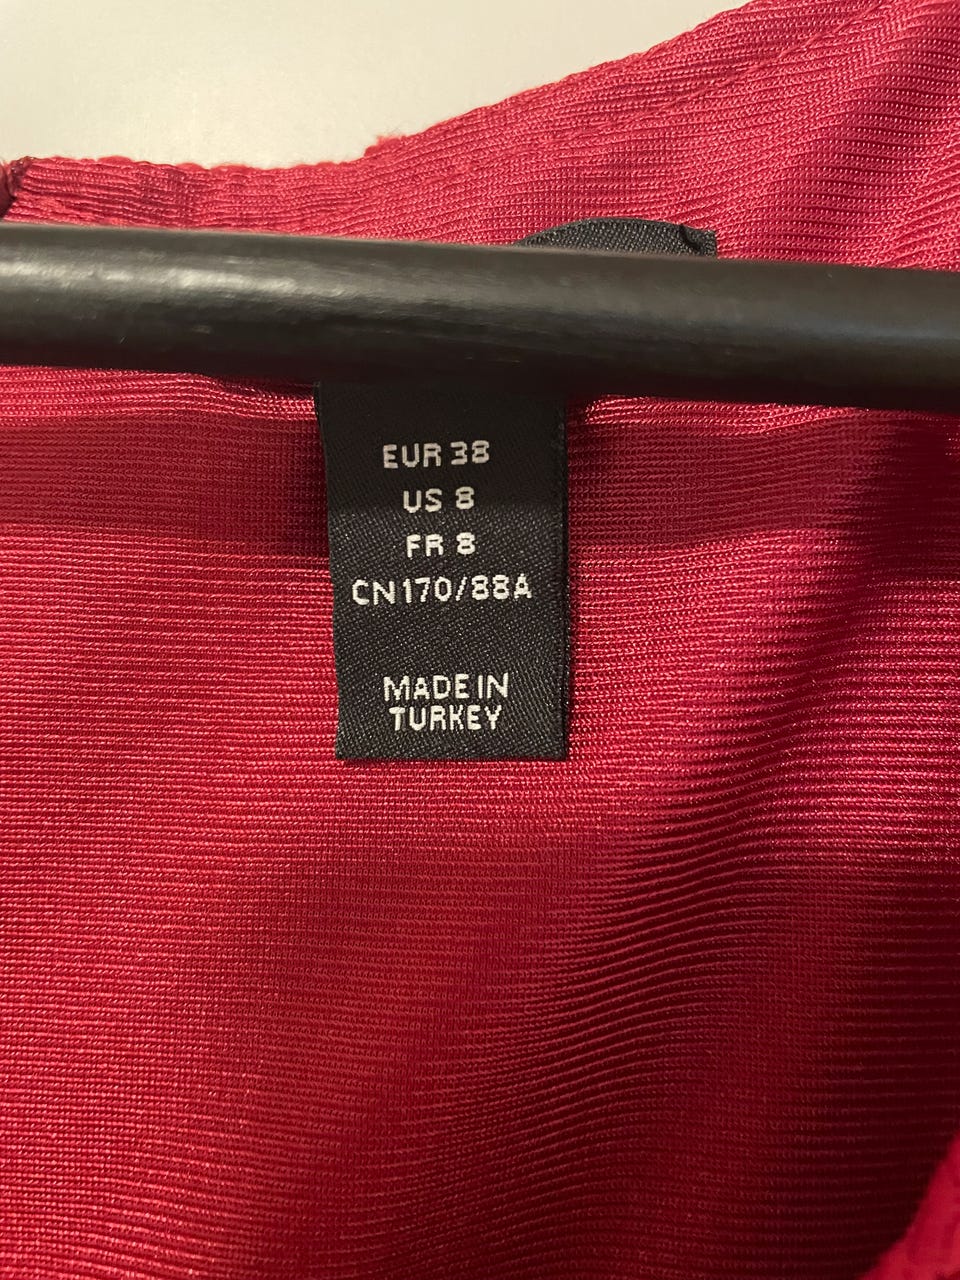 EUR 38
US 8
FR 8
CN170/88A
MADE IN
TURKEY